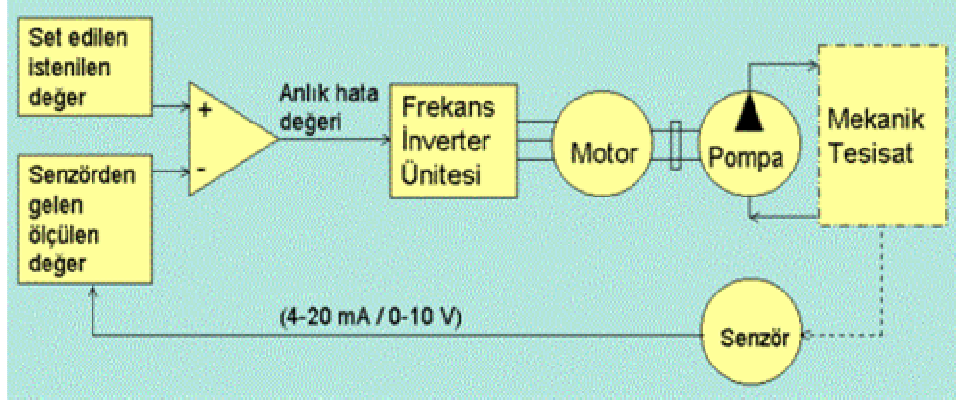 Set edilen
istenilen
değer
+
Anlık hata
değeri
Frekans
İnverter
Ünitesi
Motor
Pompa
Mekanik
Tesisat
Senzörden
gelen
ölçülen
değer
-
(4-20 mA / 0-10 V)
Senzör